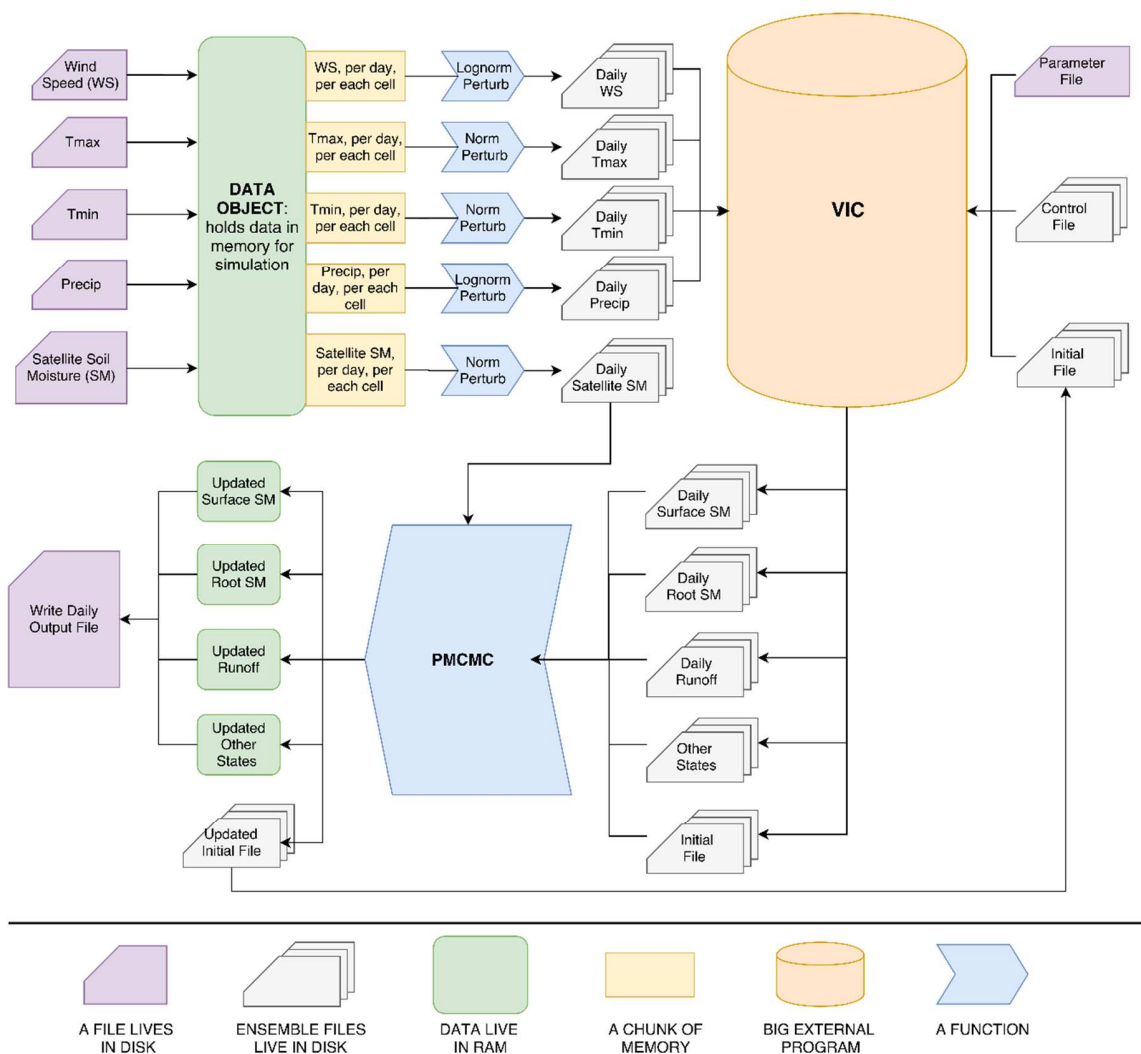 Wind
Speed (WS)
Tmax
Tmin
Precip
Satellite Soil
Moisture (SM)
DATA
OBJECT:
holds data in
memory for
simulation
WS, per day,
per each cell
Tmax, per day,
per each cell
Tmin, per day,
per each cell
Precip, per
day, per each
cell
Satellite SM,
per day, per
each cell
Lognorm
Perturb
Norm
Perturb
Norm
Perturb
Lognorm
Perturb
Norm
Perturb
Daily
WS
Daily
Tmax
Daily
Tmin
Daily
Precip
Daily
Satellite SM
VIC
Parameter
File
Control
File
Initial
File
Write Daily
Output File
Updated
Surface SM
Updated
Root SM
Updated
Runoff
Updated
Other
States
Updated
Initial File
PMCMC
Daily
Surface SM
Daily
Root SM
Daily
Runoff
Other
States
Initial
File
A FILE LIVES
IN DISK
ENSEMBLE FILES
LIVE IN DISK
DATA LIVE
IN RAM
A CHUNK OF
MEMORY
BIG EXTERNAL
PROGRAM
A FUNCTION